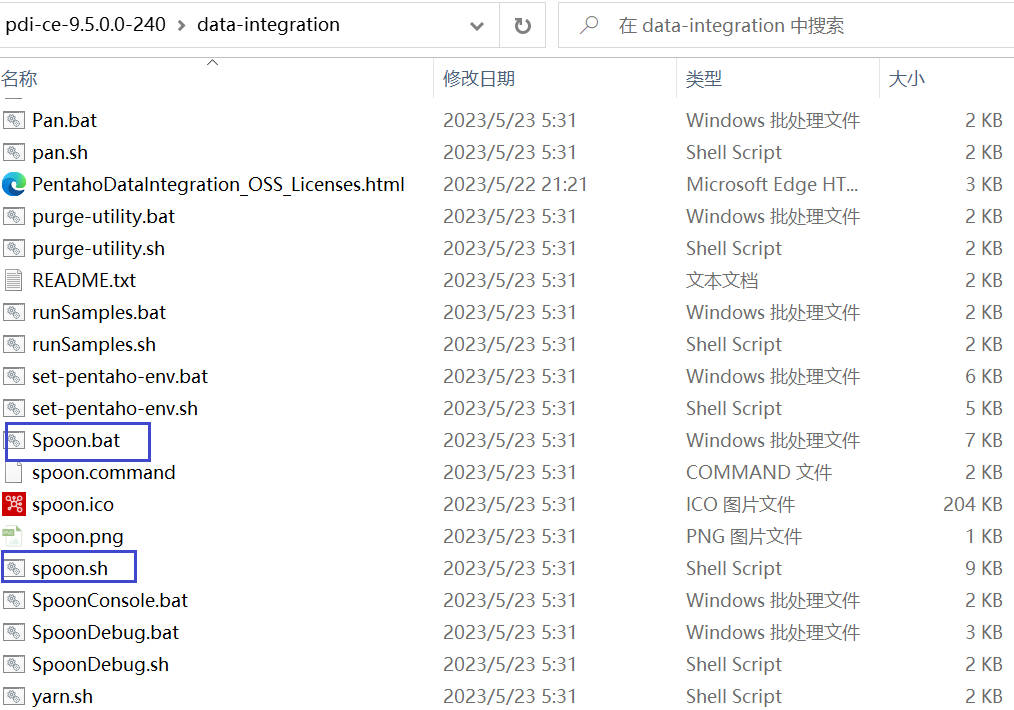 pdi-ce-9.5.0.0-240 > data-integration 在 data-integration 中搜索
名称 修改日期 类型 大小
Pan.bat 2023/5/23 5:31 Windows 批处理文件 2 KB
pan.sh 2023/5/23 5:31 Shell Script 2 KB
PentahoDataIntegration_OSS_Licenses.html 2023/5/22 21:21 Microsoft Edge HT... 3 KB
purge-utility.bat 2023/5/23 5:31 Windows 批处理文件 2 KB
purge-utility.sh 2023/5/23 5:31 Shell Script 2 KB
README.txt 2023/5/23 5:31 文本文档 2 KB
runSamples.bat 2023/5/23 5:31 Windows 批处理文件 2 KB
runSamples.sh 2023/5/23 5:31 Shell Script 2 KB
set-pentaho-env.bat 2023/5/23 5:31 Windows 批处理文件 6 KB
set-pentaho-env.sh 2023/5/23 5:31 Shell Script 5 KB
Spoon.bat 2023/5/23 5:31 Windows 批处理文件 7 KB
spoon.command 2023/5/23 5:31 COMMAND 文件 2 KB
spoon.ico 2023/5/23 5:31 ICO 图片文件 204 KB
spoon.png 2023/5/23 5:31 PNG 图片文件 1 KB
spoon.sh 2023/5/23 5:31 Shell Script 9 KB
SpoonConsole.bat 2023/5/23 5:31 Windows 批处理文件 2 KB
SpoonDebug.bat 2023/5/23 5:31 Windows 批处理文件 3 KB
SpoonDebug.sh 2023/5/23 5:31 Shell Script 2 KB
yarn.sh 2023/5/23 5:31 Shell Script 2 KB